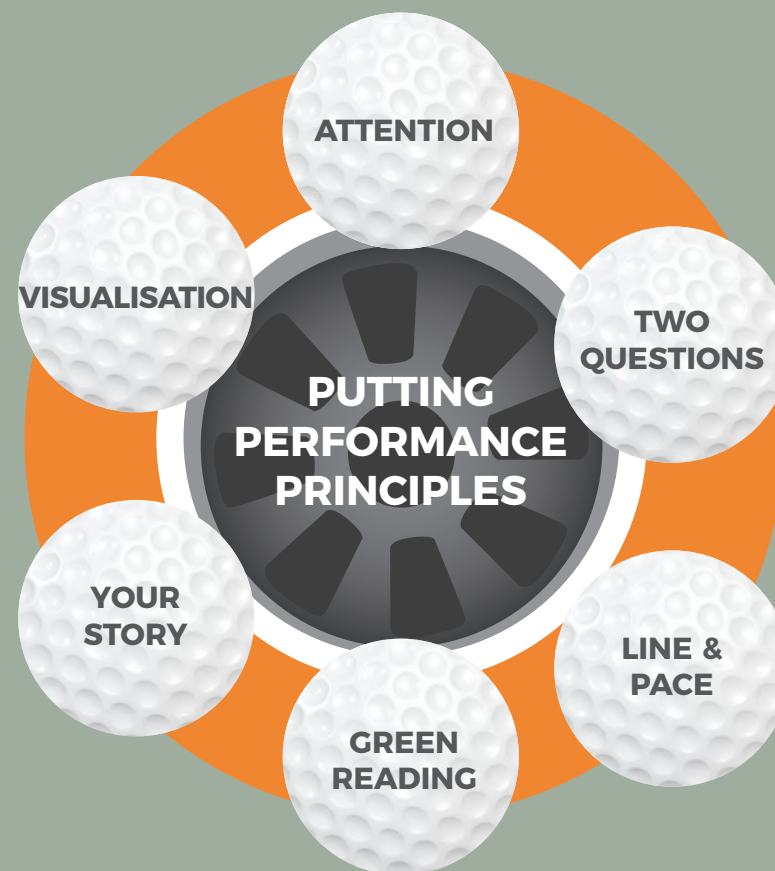 ATTENTION
TWO
QUESTIONS
LINE &
PACE
GREEN
READING
YOUR
STORY
VISUALISATION
PUTTING
PERFORMANCE
PRINCIPLES